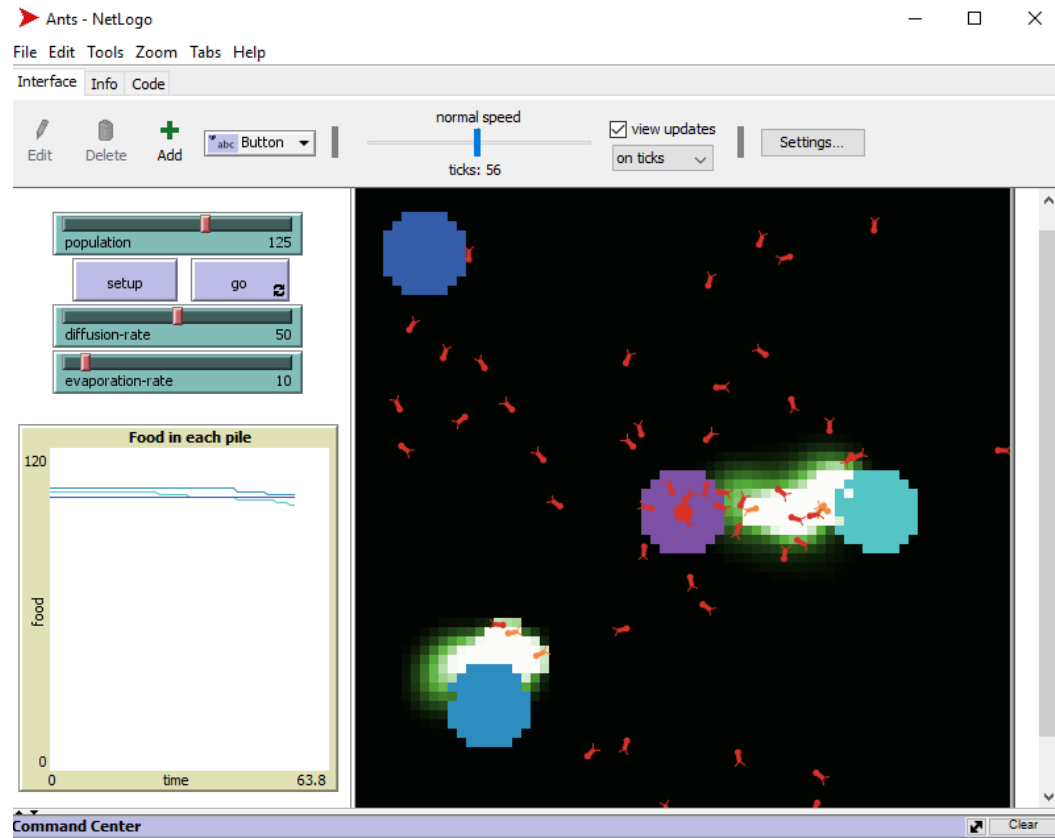 Ants - NetLogo
File Edit Tools Zoom Tabs Help
Interface Info Code
Edit Delete Add abc Button normal speed ticks: 56 view updates on ticks Settings...
population 125
setup go
diffusion-rate 50
evaporation-rate 10
Food in each pile
120
food
0
0 time 63.8
Command Center Clear